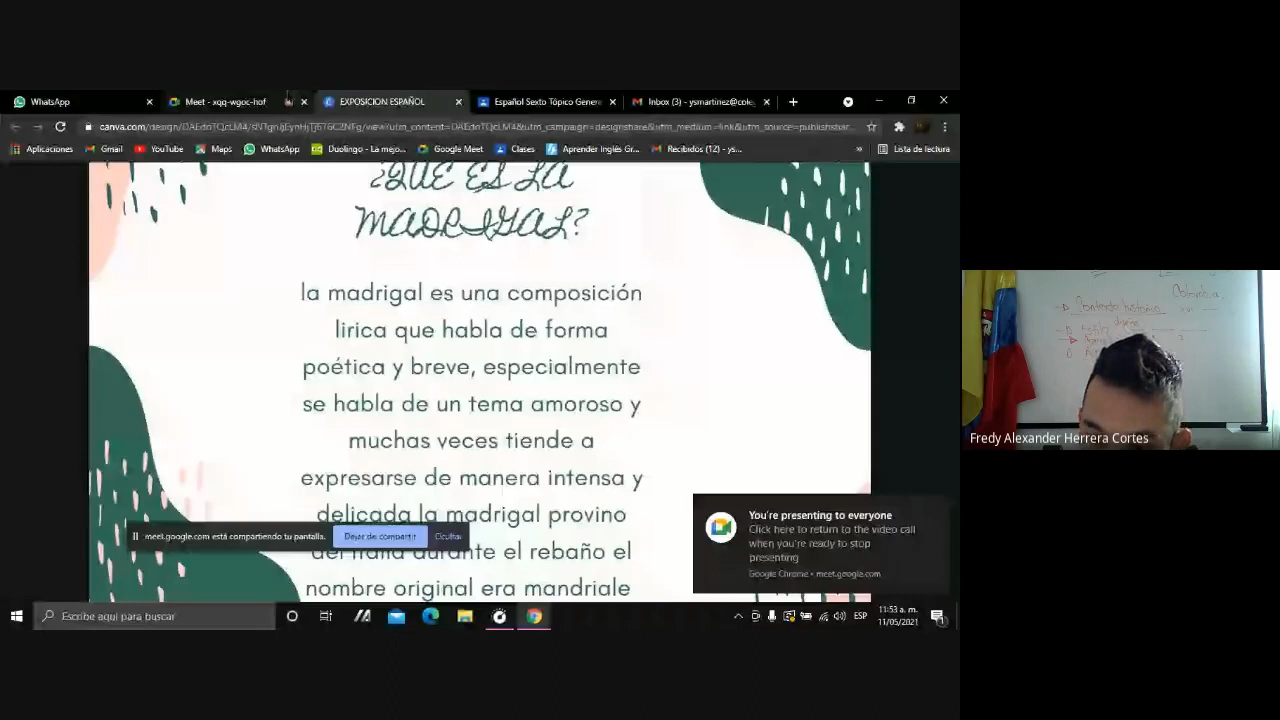 WhatsApp
Meet - xqq-wgoc-hof
EXPOSICION ESPAÑOL
Español Sexto Tópico Genere
Inbox (3) - ysmartinez@cole
Aplicaciones
Gmail
YouTube
Maps
WhatsApp
Duolingo - La mejo...
Google Meet
Clases
Aprender Inglés Gr...
Recibidos (12) - ys...
»
Lista de lectura
¿QUE ES LA
MADRIGAL?
la madrigal es una composición
lirica que habla de forma
poética y breve, especialmente
se habla de un tema amoroso y
muchas veces tiende a
expresarse de manera intensa y
delicada la madrigal provino
durante el rebaño el
nombre original era mandriale
meet.google.com está compartiendo tu pantalla.
Dejar de compartir
Ocultar
You're presenting to everyone
Click here to return to the video call
when you're ready to stop
presenting
Google Chrome • meet.google.com
Escribe aquí para buscar
ESP
11:53 a. m.
11/05/2021
Contexto histórico
Fredy Alexander Herrera Cortes